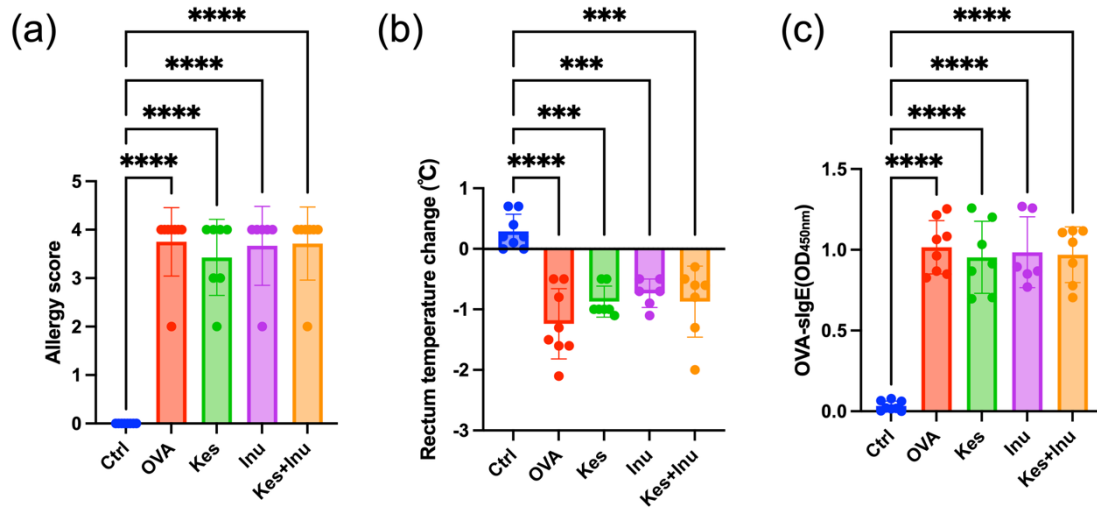 (a)
****
****
****
****
Allergy score
5
4
3
2
1
0
Ctrl
OVA
Kes
Inu
Kes+Inu
(b)
***
***
***
****
Rectum temperature change (℃)
1
0
-1
-2
-3
Ctrl
OVA
Kes
Inu
Kes+Inu
(c)
****
****
****
****
OVA-sIgE(OD450nm)
1.5
1.0
0.5
0.0
Ctrl
OVA
Kes
Inu
Kes+Inu